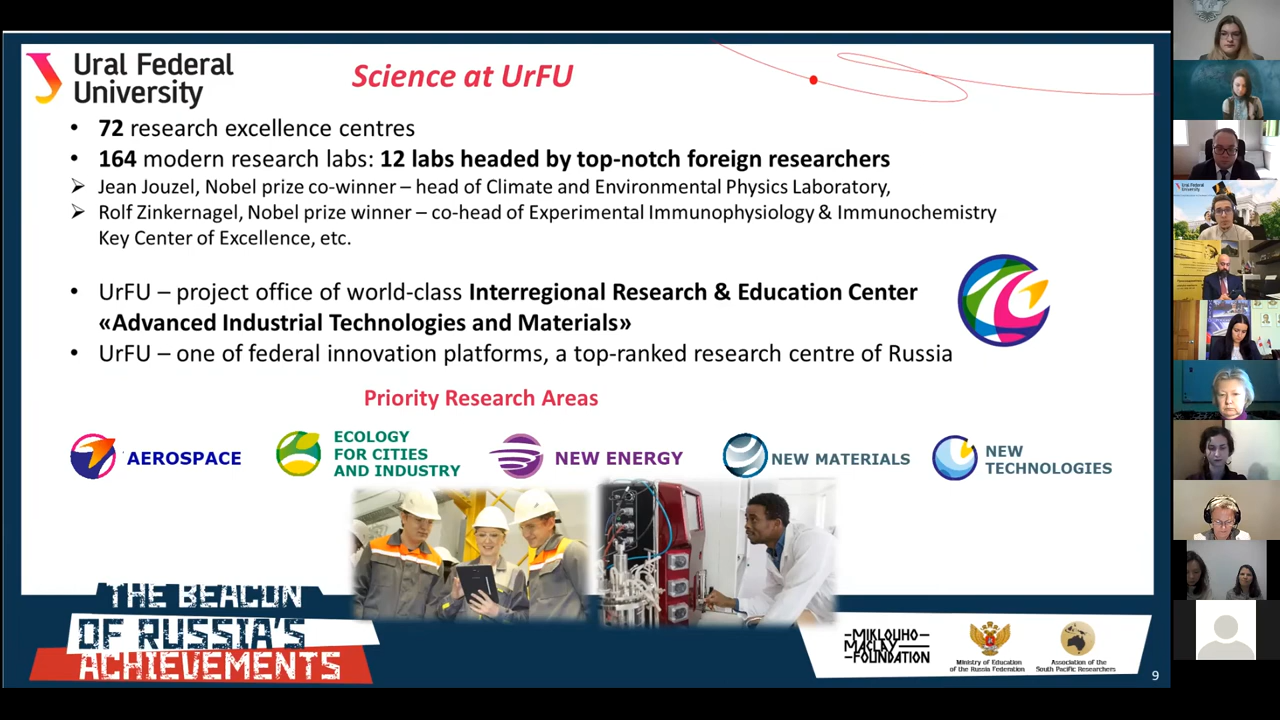 Ural Federal
University
Science at UrFU
• 72 research excellence centres
• 164 modern research labs: 12 labs headed by top-notch foreign researchers
➢ Jean Jouzel, Nobel prize co-winner – head of Climate and Environmental Physics Laboratory,
➢ Rolf Zinkernagel, Nobel prize winner – co-head of Experimental Immunophysiology & Immunochemistry
Key Center of Excellence, etc.
• UrFU – project office of world-class Interregional Research & Education Center
«Advanced Industrial Technologies and Materials»
• UrFU – one of federal innovation platforms, a top-ranked research centre of Russia
Priority Research Areas
AEROSPACE
ECOLOGY
FOR CITIES
AND INDUSTRY
NEW ENERGY
NEW MATERIALS
NEW
TECHNOLOGIES
THE BEACON
OF RUSSIA'S
ACHIEVEMENTS
MIKLOUHO
MACLAY
FOUNDATION
Ministry of Education
of the Russia Federation
Association of the
South Pacific Researchers
9
Ural Federal
University